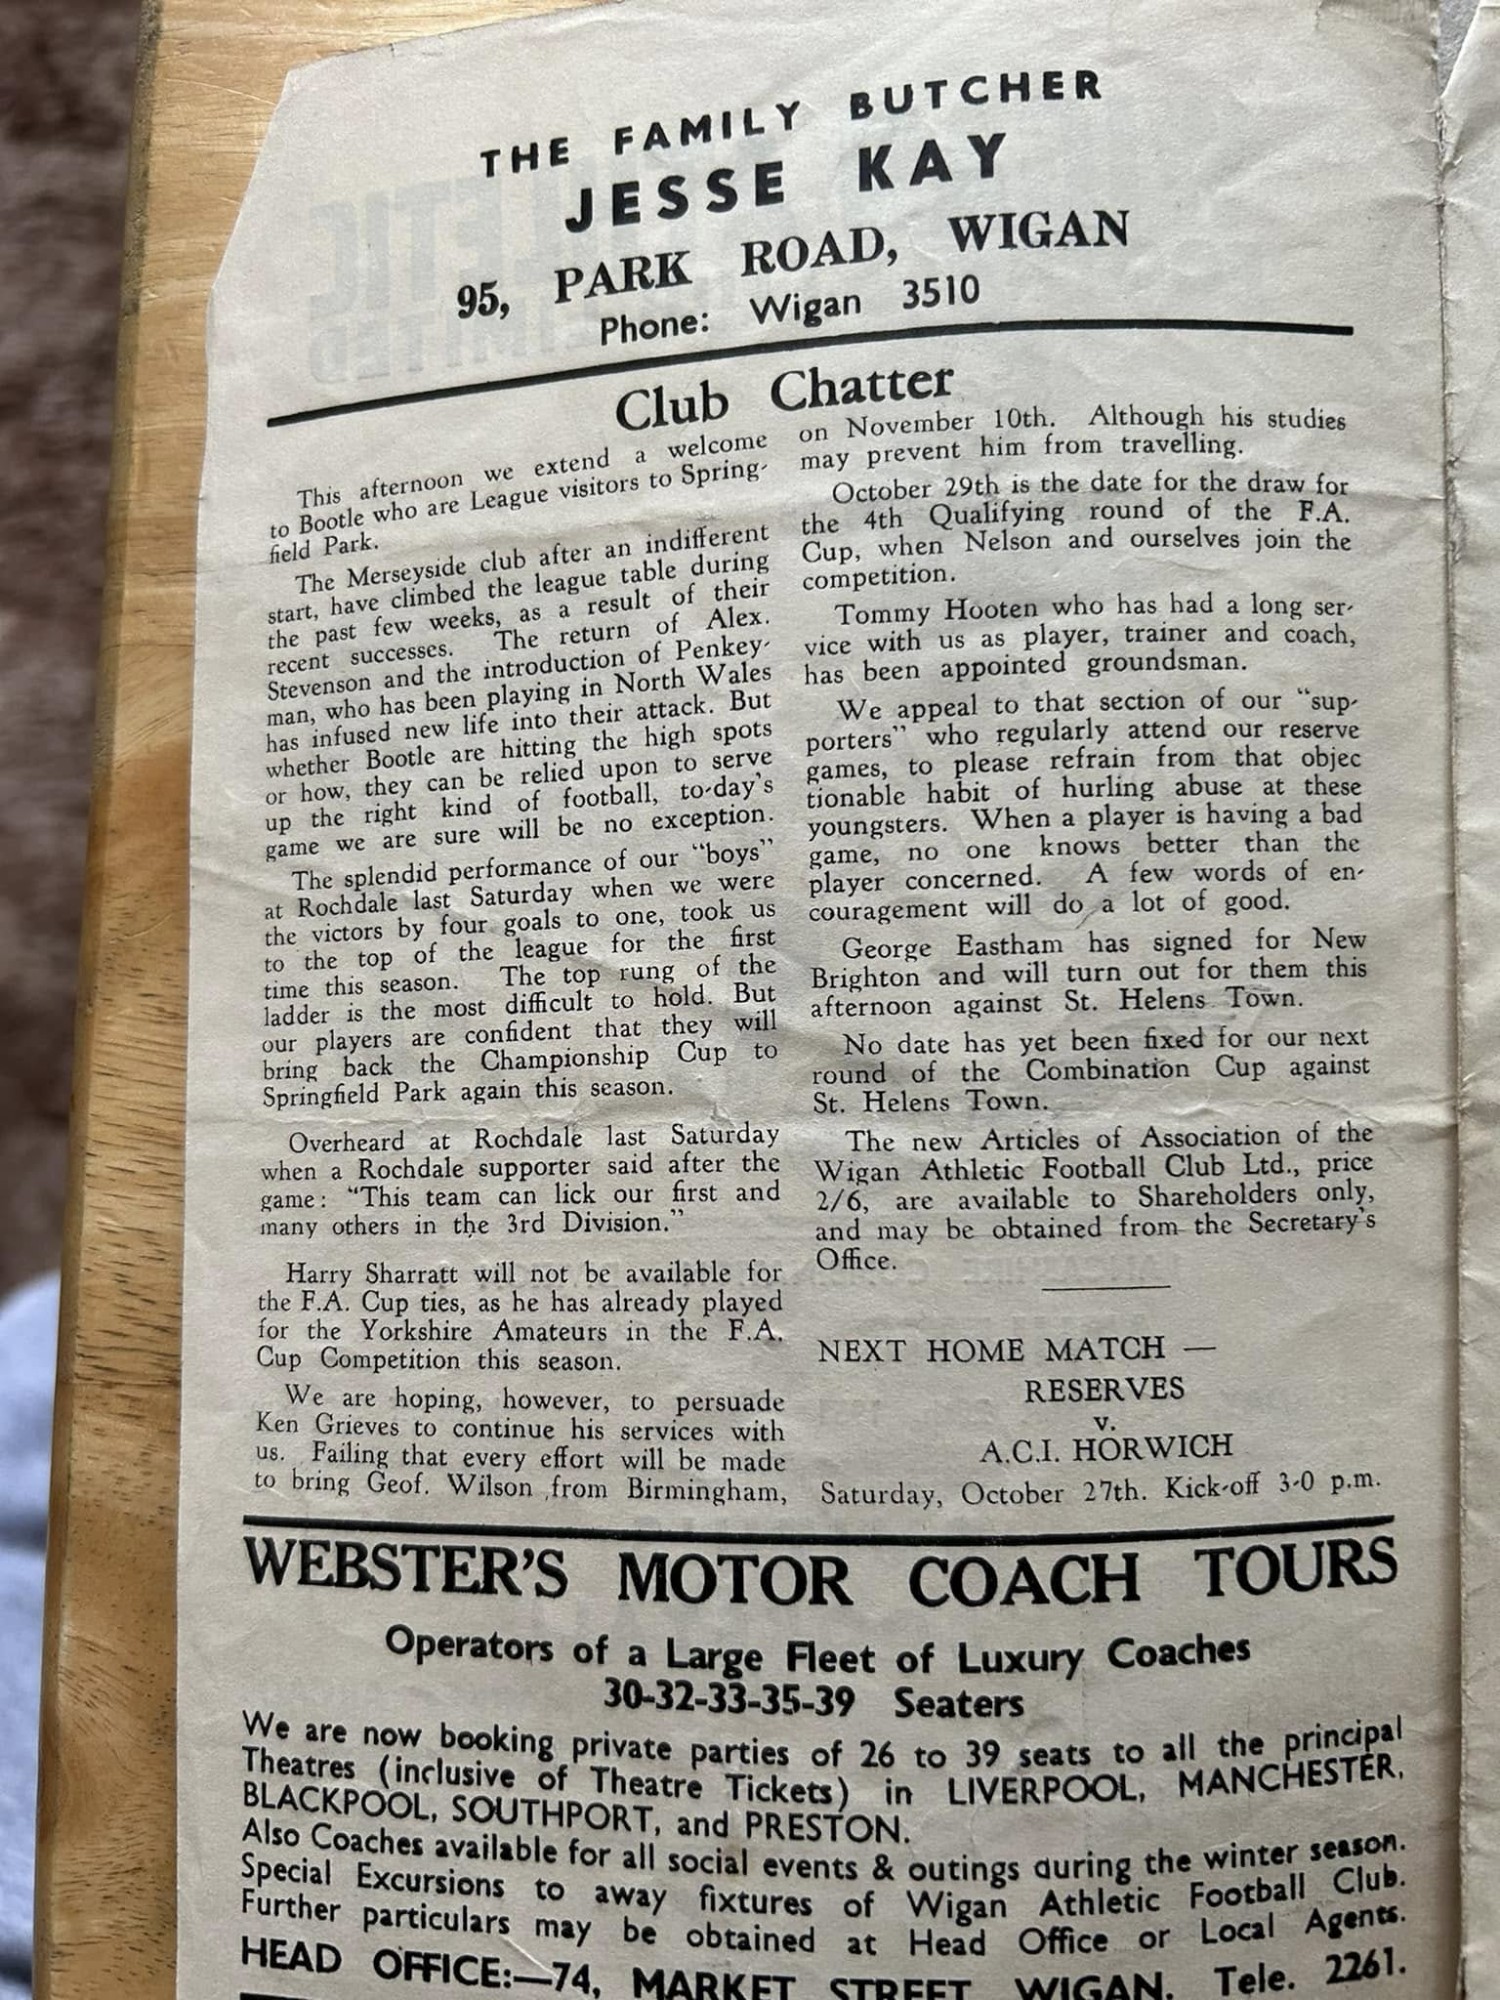 THE FAMILY BUTCHER
JESSE KAY
95, PARK ROAD, WIGAN
Phone: Wigan 3510
Club Chatter
This afternoon we extend a welcome
to Bootle who are League visitors to Spring-
field Park.
The Merseyside club after an indifferent
start, have climbed the league table during
the past few weeks, as a result of their
recent successes. The return of Alex.
Stevenson and the introduction of Penkey-
man, who has been playing in North Wales
has infused new life into their attack. But
whether Bootle are hitting the high spots
or how, they can be relied upon to serve
up the right kind of football, to-day's
game we are sure will be no exception.
The splendid performance of our "boys"
at Rochdale last Saturday when we were
the victors by four goals to one, took us
to the top of the league for the first
time this season. The top rung of the
ladder is the most difficult to hold. But
our players are confident that they will
bring back the Championship Cup to
Springfield Park again this season.
Overheard at Rochdale last Saturday
when a Rochdale supporter said after the
game: "This team can lick our first and
many others in the 3rd Division."
Harry Sharratt will not be available for
the F.A. Cup ties, as he has already played
for the Yorkshire Amateurs in the F.A.
Cup Competition this season.
We are hoping, however, to persuade
Ken Grieves to continue his services with
us. Failing that every effort will be made
to bring Geof. Wilson from Birmingham,
on November 10th. Although his studies
may prevent him from travelling.
October 29th is the date for the draw for
the 4th Qualifying round of the F.A.
Cup, when Nelson and ourselves join the
competition.
Tommy Hooten who has had a long ser-
vice with us as player, trainer and coach,
has been appointed groundsman.
We appeal to that section of our "sup-
porters" who regularly attend our reserve
games, to please refrain from that objec
tionable habit of hurling abuse at these
youngsters. When a player is having a bad
game, no one knows better than the
player concerned. A few words of en-
couragement will do a lot of good.
George Eastham has signed for New
Brighton and will turn out for them this
afternoon against St. Helens Town.
No date has yet been fixed for our next
round of the Combination Cup against
St. Helens Town.
The new Articles of Association of the
Wigan Athletic Football Club Ltd., price
2/6, are available to Shareholders only,
and may be obtained from the Secretary's
Office.
NEXT HOME MATCH —
RESERVES
v.
A.C.I. HORWICH
Saturday, October 27th. Kick-off 3-0 p.m.
WEBSTER'S MOTOR COACH TOURS
Operators of a Large Fleet of Luxury Coaches
30-32-33-35-39 Seaters
We are now booking private parties of 26 to 39 seats to all the principal
Theatres (inclusive of Theatre Tickets) in LIVERPOOL, MANCHESTER,
BLACKPOOL, SOUTHPORT, and PRESTON.
Also Coaches available for all social events & outings during the winter season.
Special Excursions to away fixtures of Wigan Athletic Football Club.
Further particulars may be obtained at Head Office or Local Agents.
HEAD OFFICE:—74, MARKET STREET, WIGAN. Tele. 2261.